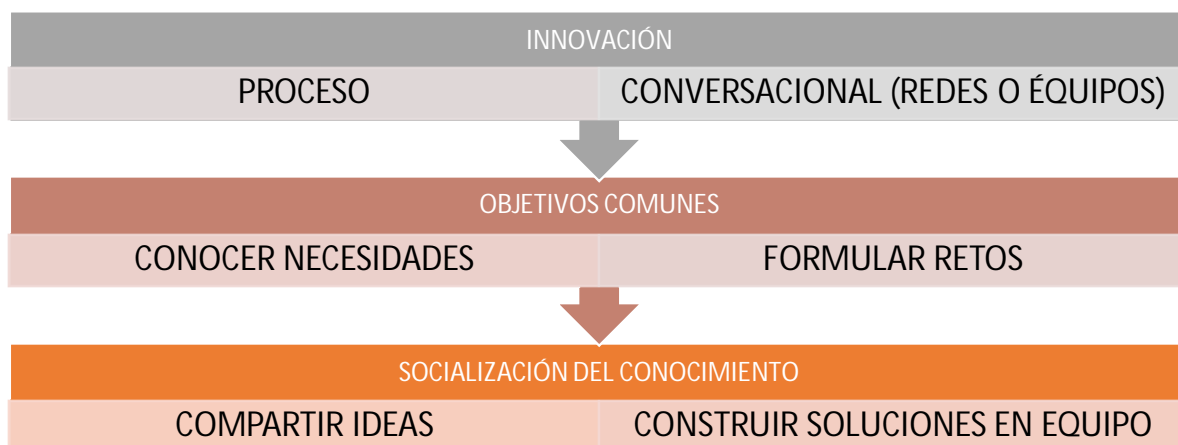 INNOVACIÓN
PROCESO
CONVERSACIONAL (REDES O ÉQUIPOS)
OBJETIVOS COMUNES
CONOCER NECESIDADES
FORMULAR RETOS
SOCIALIZACIÓN DEL CONOCIMIENTO
COMPARTIR IDEAS
CONSTRUIR SOLUCIONES EN EQUIPO